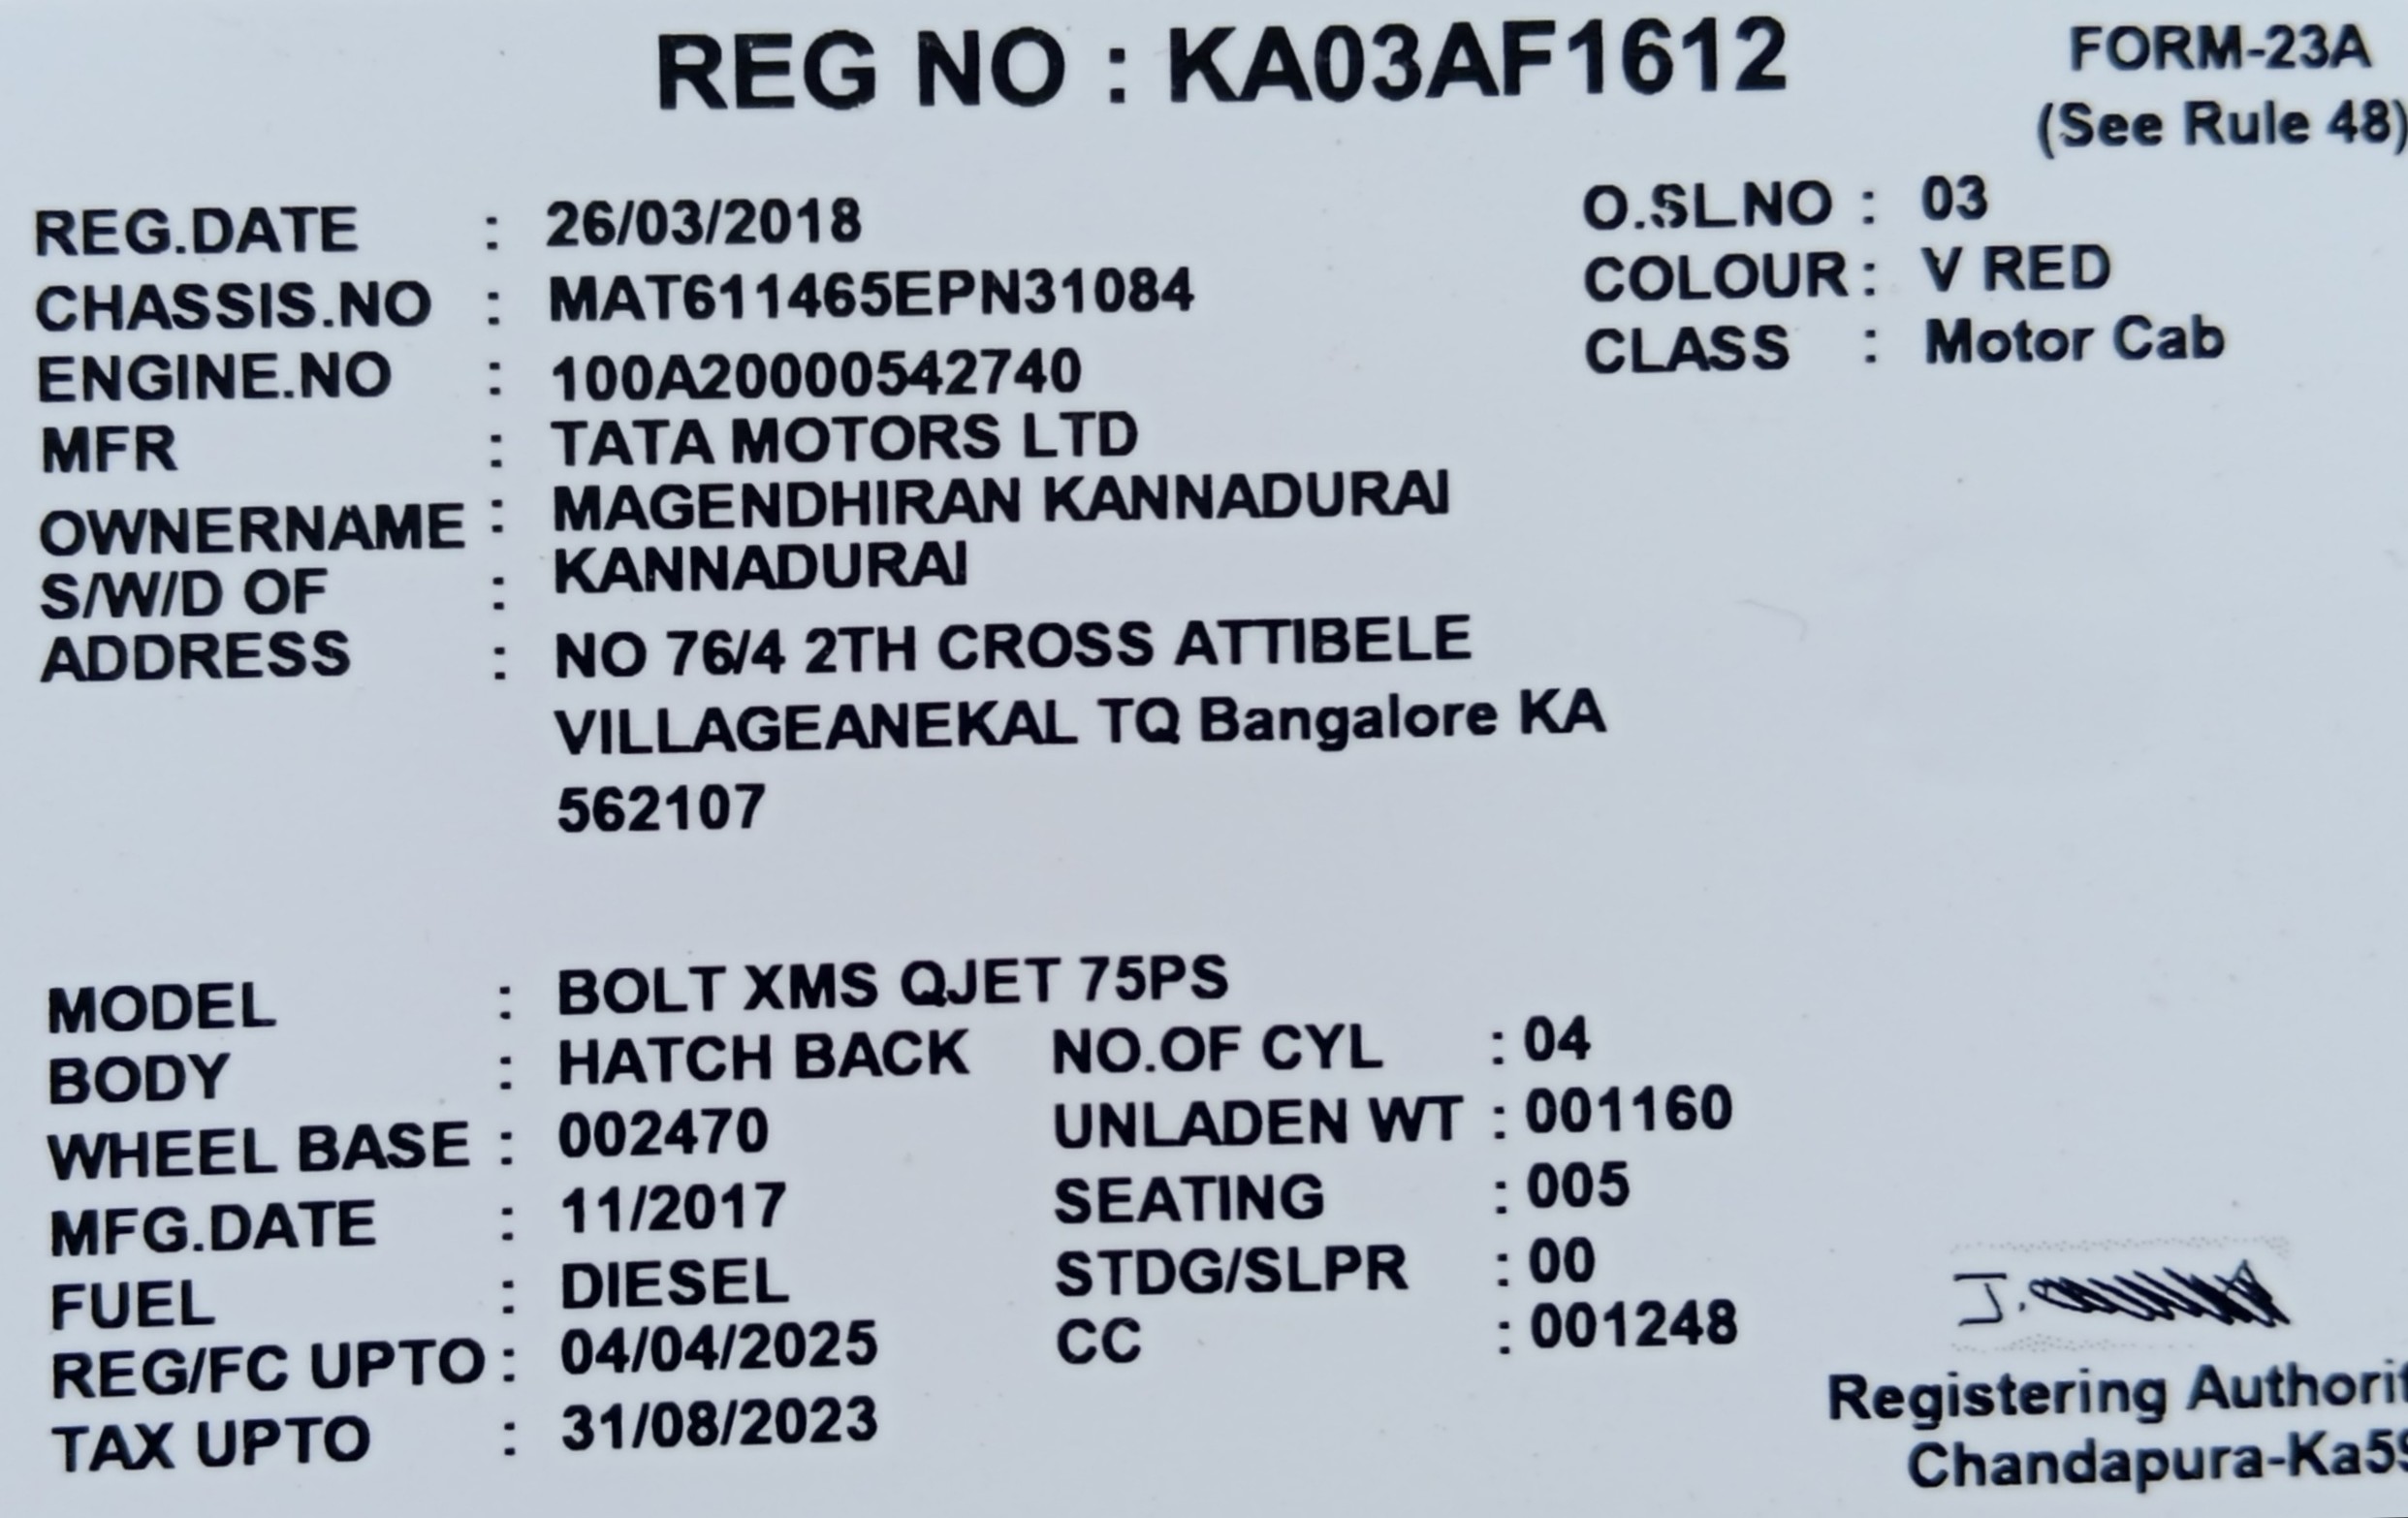 REG NO : KA03AF1612
FORM-23A
(See Rule 48)
REG.DATE : 26/03/2018
O.SLNO : 03
CHASSIS.NO : MAT611465EPN31084
COLOUR : V RED
ENGINE.NO : 100A20000542740
CLASS : Motor Cab
MFR : TATA MOTORS LTD
OWNERNAME : MAGENDHIRAN KANNADURAI
S/W/D OF : KANNADURAI
ADDRESS : NO 76/4 2TH CROSS ATTIBELE
VILLAGEANEKAL TQ Bangalore KA
562107
MODEL : BOLT XMS QJET 75PS
BODY : HATCH BACK NO.OF CYL : 04
WHEEL BASE : 002470 UNLADEN WT : 001160
MFG.DATE : 11/2017 SEATING : 005
FUEL : DIESEL STDG/SLPR : 00
REG/FC UPTO : 04/04/2025 CC : 001248
TAX UPTO : 31/08/2023
Registering Authorit
Chandapura-Ka59